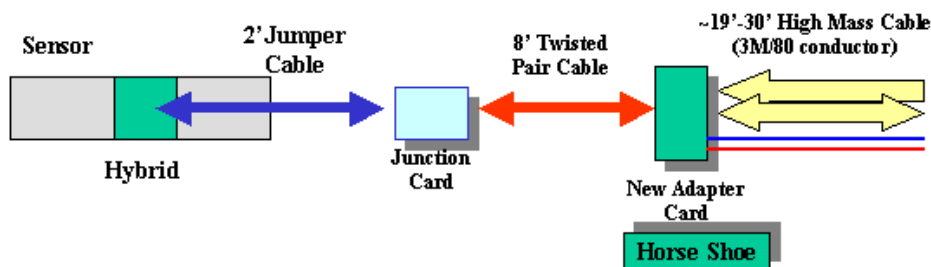 Sensor
2' Jumper
Cable
8' Twisted
Pair Cable
~19'-30' High Mass Cable
(3M/80 conductor)
Hybrid
Junction
Card
New Adapter
Card
Horse Shoe